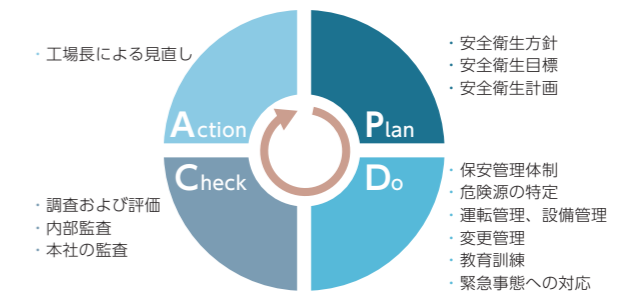 ・工場長による見直し
・安全衛生方針
・安全衛生目標
・安全衛生計画
Action
Plan
Check
Do
・調査および評価
・内部監査
・本社の監査
・保安管理体制
・危険源の特定
・運転管理、設備管理
・変更管理
・教育訓練
・緊急事態への対応